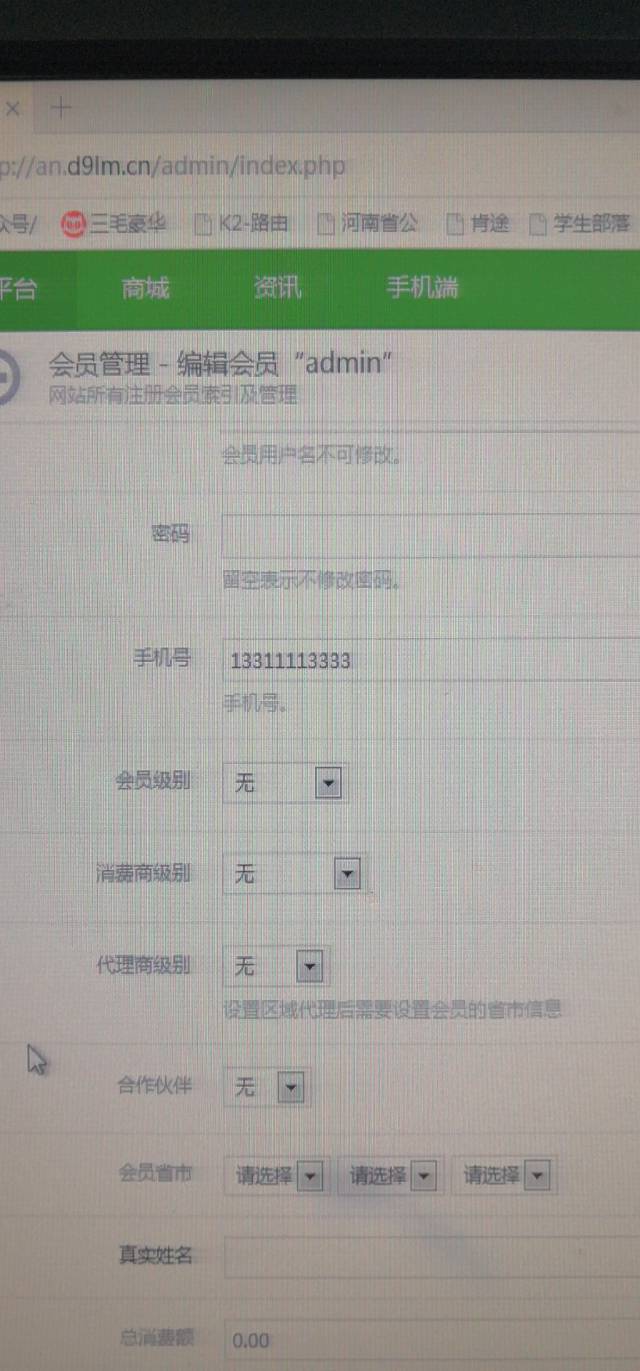 p://an.d9lm.cn/admin/index.php
众号/ 三毛豪华 K2-路由 河南省公 肯途 学生部落
平台 商城 资讯 手机端
会员管理 - 编辑会员 “admin”
网站所有注册会员索引及管理
会员用户名不可修改。
密码
留空表示不修改密码。
手机号 13311113333
手机号。
会员级别 无
消费商级别 无
代理商级别 无
设置区域代理后需要设置会员的省市信息
合作伙伴 无
会员省市 请选择 请选择 请选择
真实姓名
总消费额 0.00